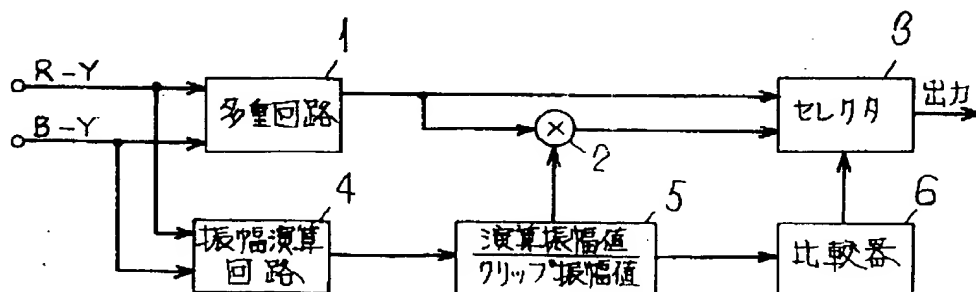 R-Y
B-Y
1
多重回路
2
3
セレクタ
出力
4
振幅演算
回路
5
演算振幅値
クリップ振幅値
6
比較器